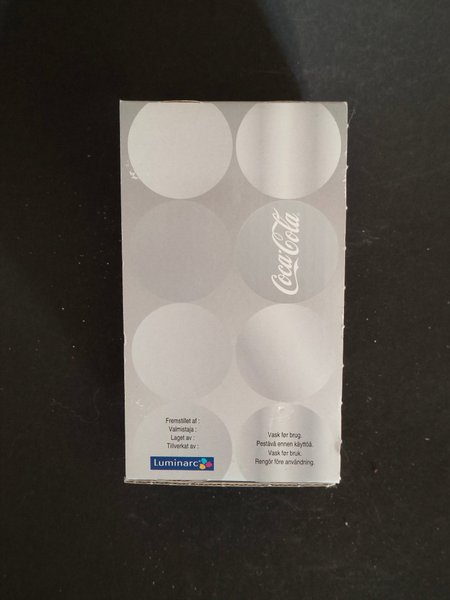 Coca-Cola
Fremstillet af :
Valmistaja :
Laget av :
Tillverkat av :
Luminarc
Vask før brug.
Pestävä ennen käyttöä.
Vask før bruk.
Rengör före användning.